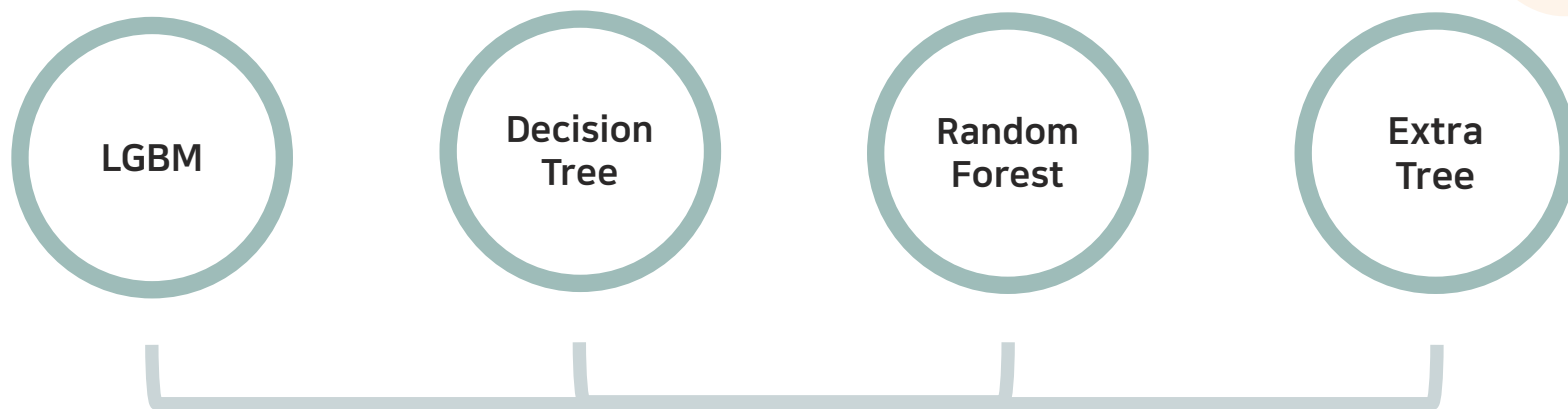 LGBM
Decision
Tree
Random
Forest
Extra
Tree